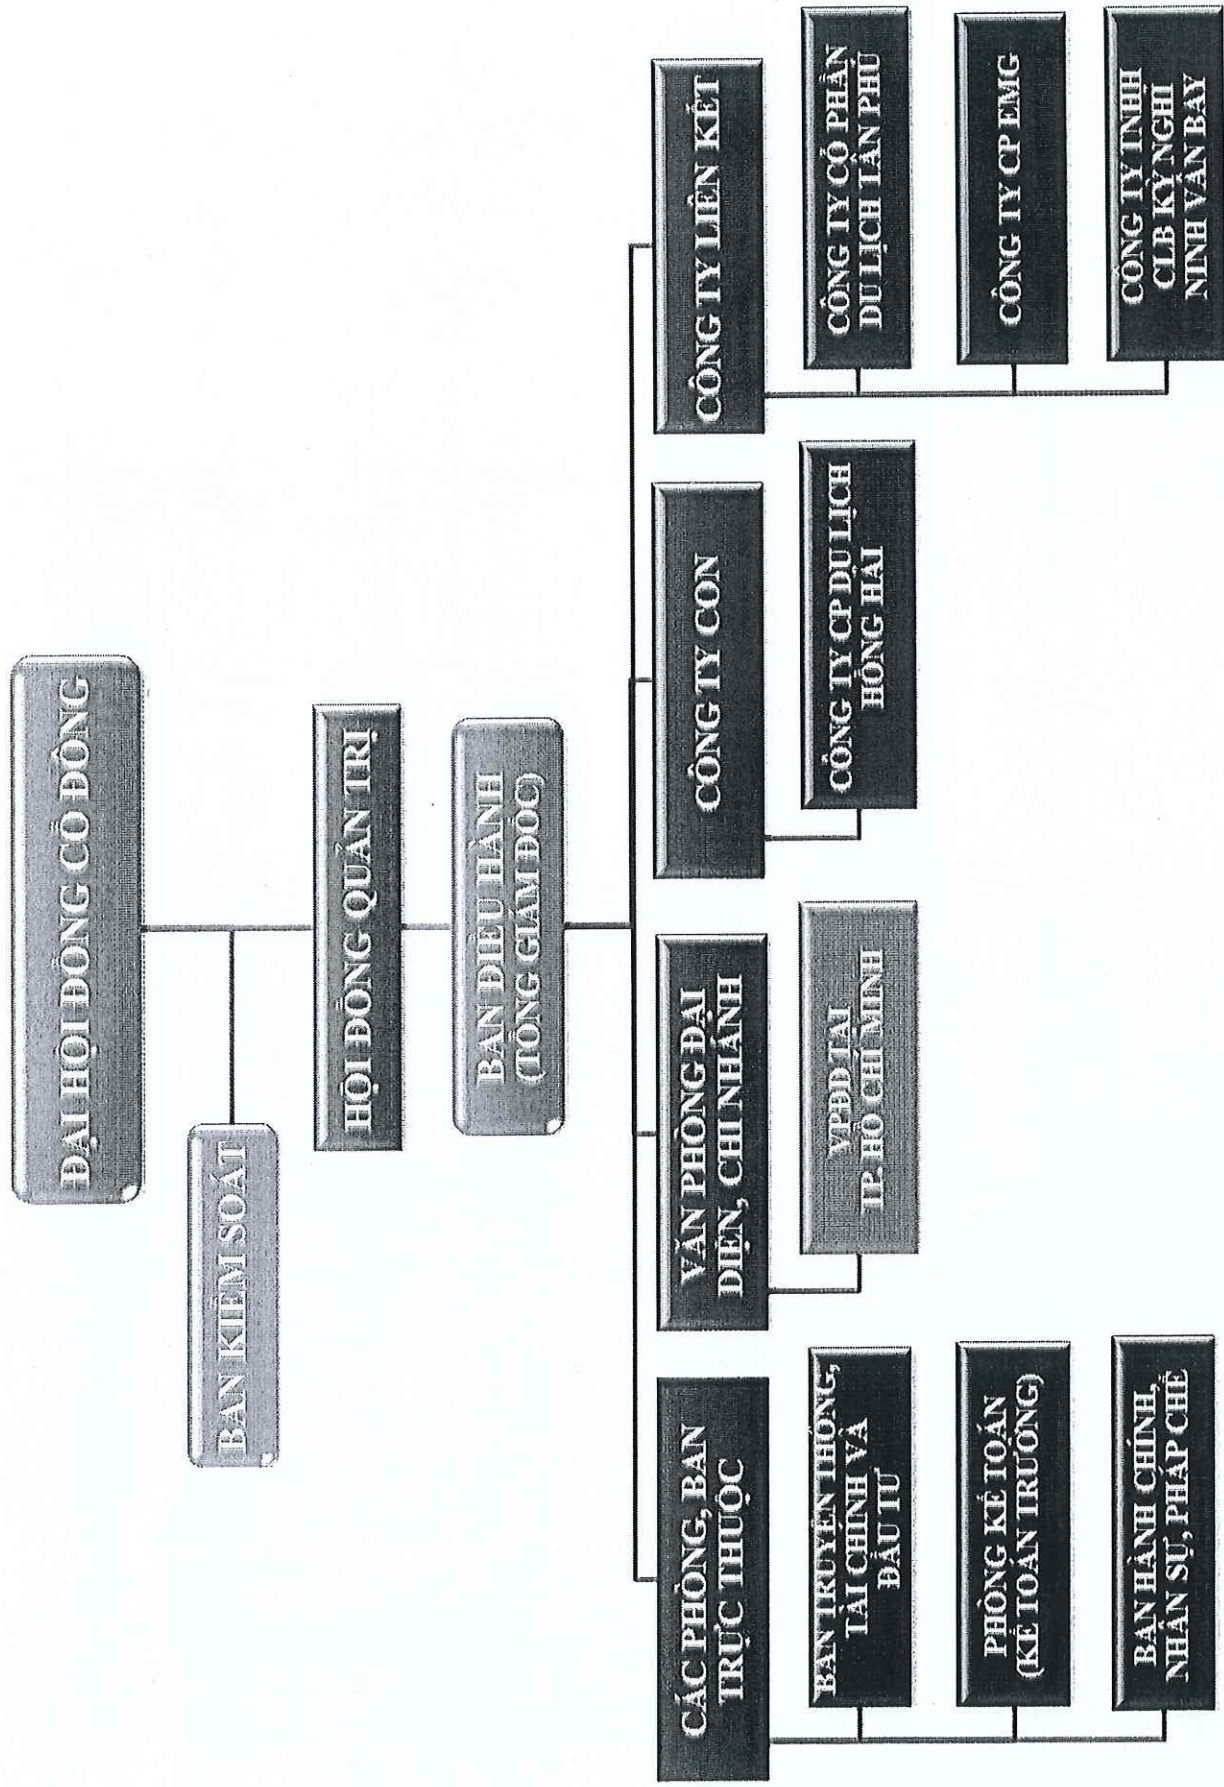 ĐẠI HỘI ĐỒNG CỔ ĐÔNG
BAN KIỂM SOÁT
HỘI ĐỒNG QUẢN TRỊ
BAN ĐIỀU HÀNH
(TỔNG GIÁM ĐỐC)
CÁC PHÒNG, BAN
TRỰC THUỘC
BAN TRUYỀN THÔNG,
TÀI CHÍNH VÀ
ĐẦU TƯ
PHÒNG KẾ TOÁN
(KẾ TOÁN TRƯỞNG)
BAN HÀNH CHÍNH,
NHÂN SỰ, PHÁP CHẾ
VĂN PHÒNG ĐẠI
DIỆN, CHI NHÁNH
VPĐD TẠI
TP. HỒ CHÍ MINH
CÔNG TY CON
CÔNG TY CP DU LỊCH
HỒNG HẢI
CÔNG TY LIÊN KẾT
CÔNG TY CỔ PHẦN
DU LỊCH TÂN PHÚ
CÔNG TY CP EMG
CÔNG TY TNHH
CLB KỲ NGHỈ
NINH VÂN BAY